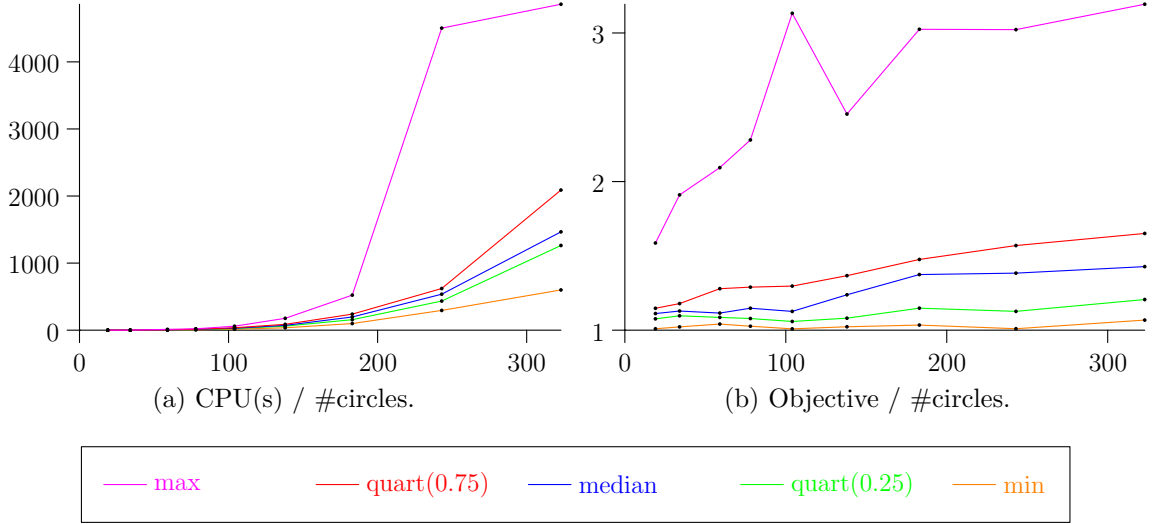 4000
3000
2000
1000
0
0 100 200 300
(a) CPU(s) / #circles.
3
2
1
0 100 200 300
(b) Objective / #circles.
max quart(0.75) median quart(0.25) min